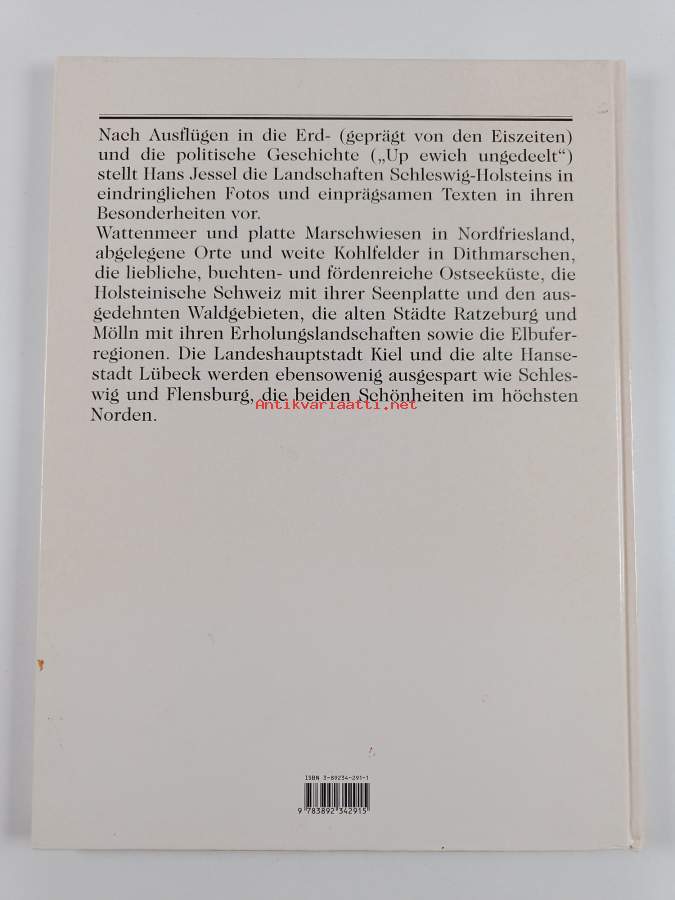 Nach Ausflügen in die Erd- (geprägt von den Eiszeiten)
und die politische Geschichte („Up ewich ungedeelt“)
stellt Hans Jessel die Landschaften Schleswig-Holsteins in
eindringlichen Fotos und einprägsamen Texten in ihren
Besonderheiten vor.
Wattenmeer und platte Marschwiesen in Nordfriesland,
abgelegene Orte und weite Kohlfelder in Dithmarschen,
die liebliche, buchten- und fördenreiche Ostseeküste, die
Holsteinische Schweiz mit ihrer Seenplatte und den aus-
gedehnten Waldgebieten, die alten Städte Ratzeburg und
Mölln mit ihren Erholungslandschaften sowie die Elbufer-
regionen. Die Landeshauptstadt Kiel und die alte Hanse-
stadt Lübeck werden ebensowenig ausgespart wie Schles-
wig und Flensburg, die beiden Schönheiten im höchsten
Antikvariaatti.net
Norden.
ISBN 3-89234-291-1
9 783892 342915